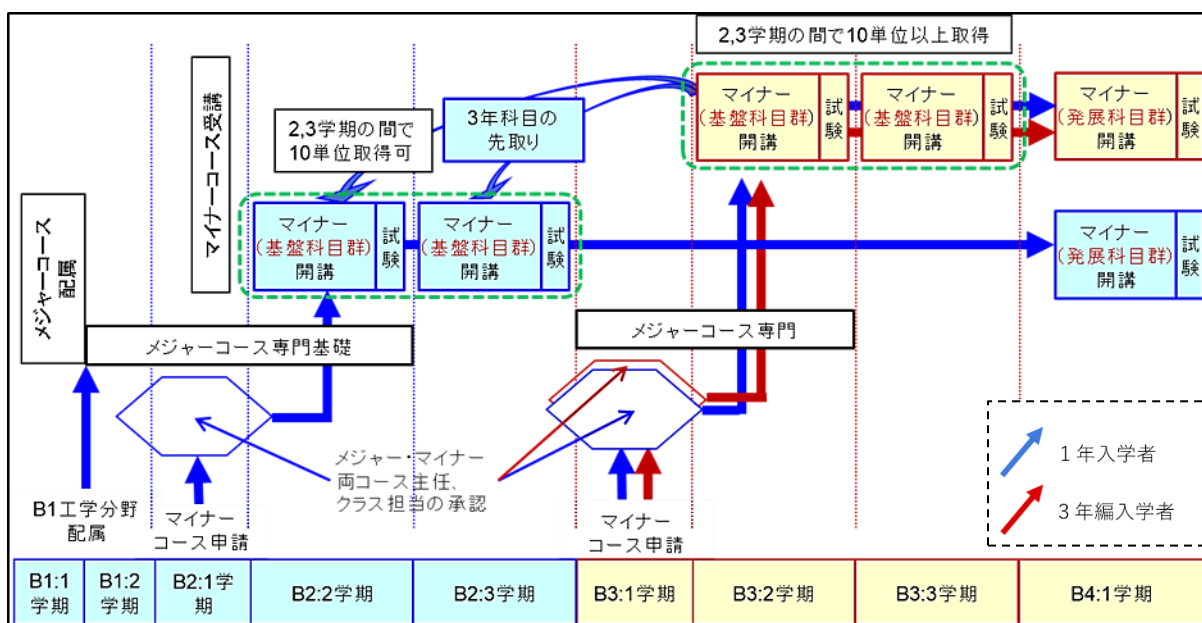 2,3学期の間で10単位以上取得
マイナーコース受講
2,3学期の間で
10単位取得可
3年科目の
先取り
マイナー
(基盤科目群)
開講
試験
マイナー
(基盤科目群)
開講
試験
マイナー
(発展科目群)
開講
試験
メジャーコース
配属
マイナー
(基盤科目群)
開講
試験
マイナー
(基盤科目群)
開講
試験
マイナー
(発展科目群)
開講
試験
メジャーコース専門基礎
メジャーコース専門
メジャー・マイナー
両コース主任、
クラス担当の承認
B1工学分野
配属
マイナー
コース申請
マイナー
コース申請
1年入学者
3年編入学者
B1:1
学期
B1:2
学期
B2:1学
期
B2:2学期
B2:3学期
B3:1学期
B3:2学期
B3:3学期
B4:1学期